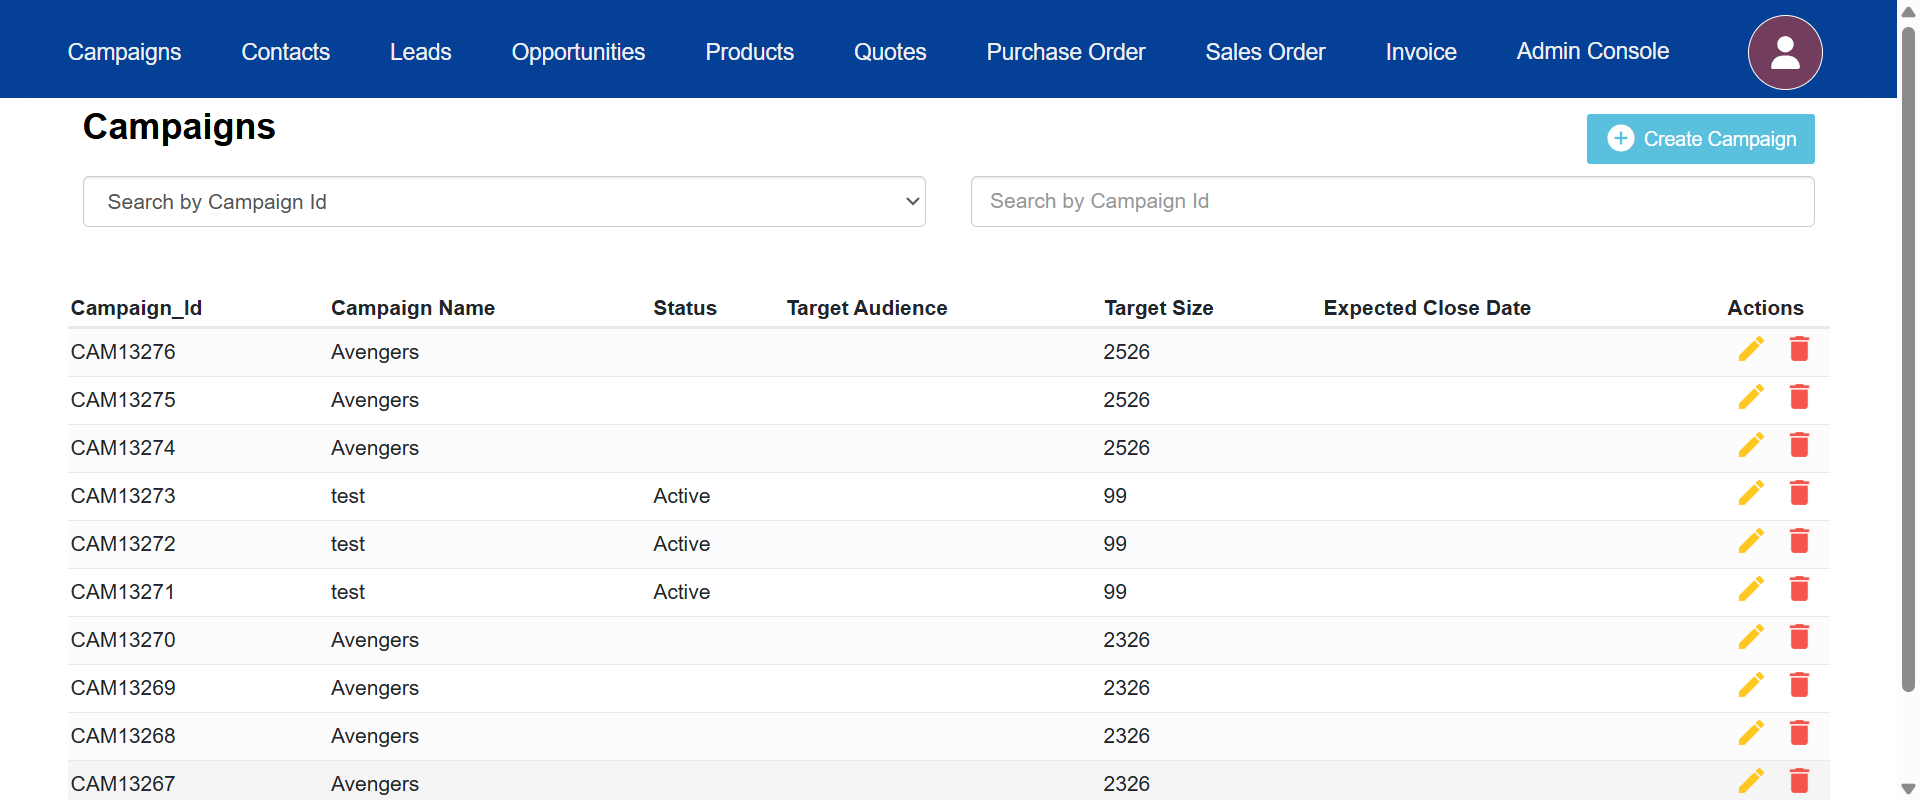 Campaigns Contacts Leads Opportunities Products Quotes Purchase Order Sales Order Invoice Admin Console
Campaigns
Create Campaign
Search by Campaign Id Search by Campaign Id
Campaign_Id Campaign Name Status Target Audience Target Size Expected Close Date Actions
CAM13276 Avengers 2526
CAM13275 Avengers 2526
CAM13274 Avengers 2526
CAM13273 test Active 99
CAM13272 test Active 99
CAM13271 test Active 99
CAM13270 Avengers 2326
CAM13269 Avengers 2326
CAM13268 Avengers 2326
CAM13267 Avengers 2326